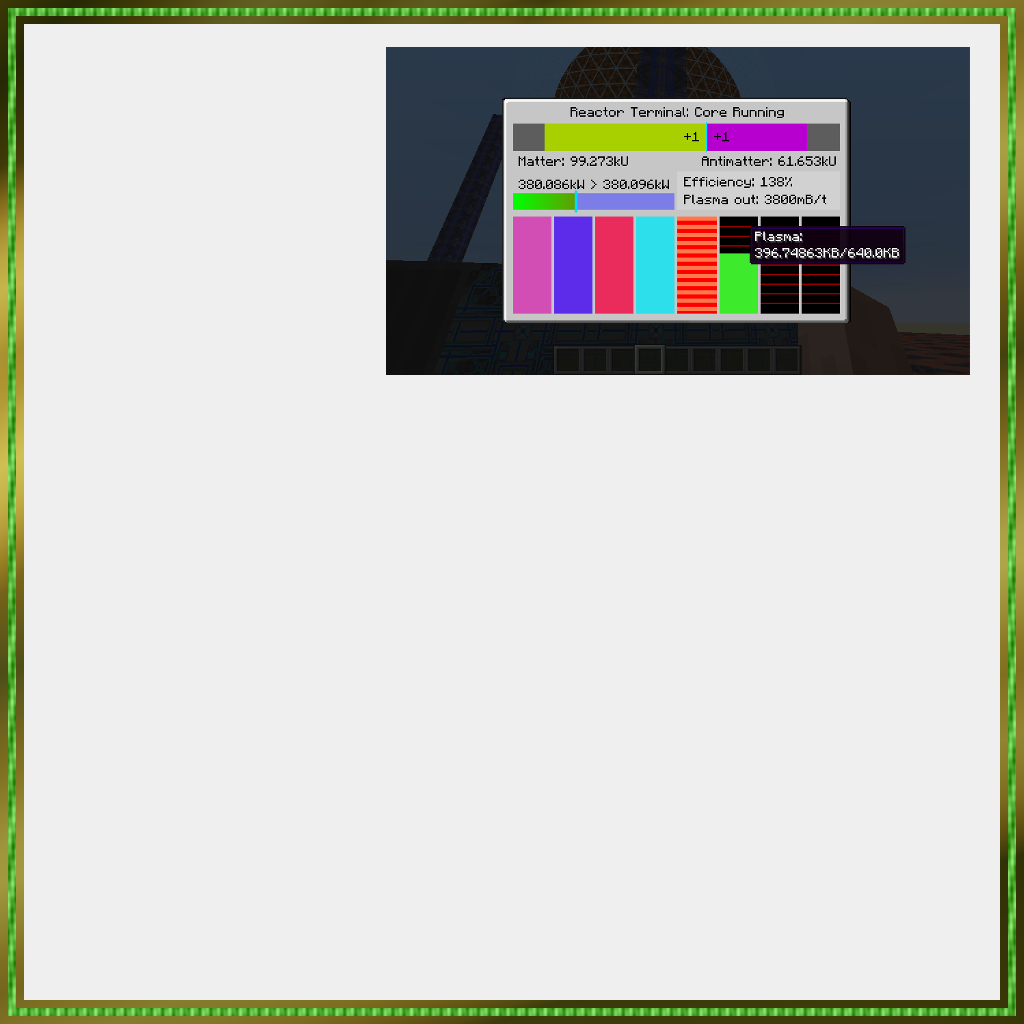 Reactor Terminal: Core Running
+1 +1
Matter: 99.273kU Antimatter: 61.653kU
380.086kW > 380.096kW Efficiency: 138%
Plasma out: 3800mB/t
Plasma:
396.74863KB/640.0KB